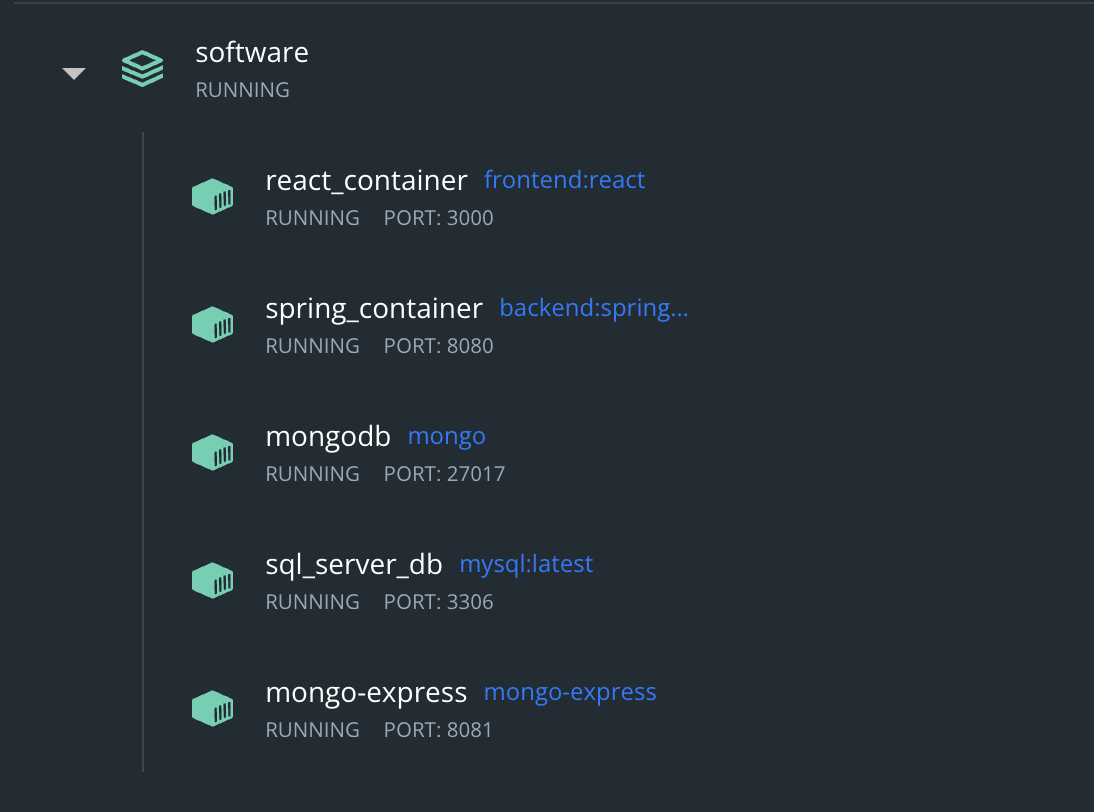 software
RUNNING
react_container frontend:react
RUNNING PORT: 3000
spring_container backend:spring...
RUNNING PORT: 8080
mongodb mongo
RUNNING PORT: 27017
sql_server_db mysql:latest
RUNNING PORT: 3306
mongo-express mongo-express
RUNNING PORT: 8081